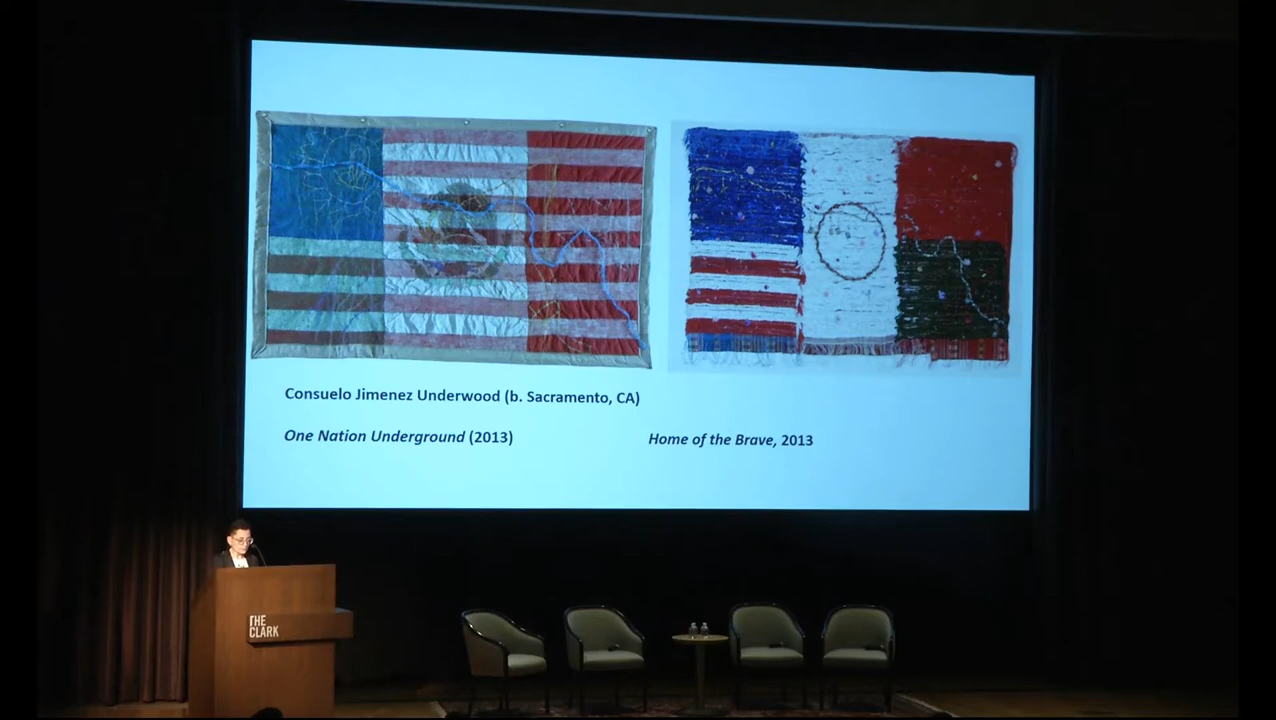 Consuelo Jimenez Underwood (b. Sacramento, CA)
One Nation Underground (2013)
Home of the Brave, 2013
THE
CLARK